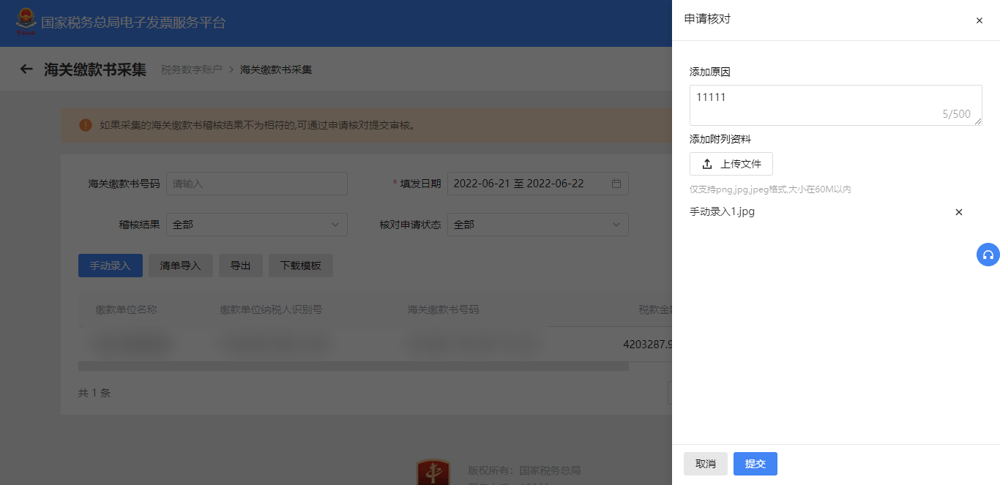 国家税务总局电子发票服务平台
海关缴款书采集 税务数字账户 > 海关缴款书采集
如果采集的海关缴款书稽核结果不为相符的,可通过申请核对提交审核。
海关缴款书号码 请输入 * 填发日期 2022-06-21 至 2022-06-22
稽核结果 全部 核对申请状态 全部
手动录入 清单导入 导出 下载模板
缴款单位名称 缴款单位纳税人识别号 海关缴款书号码 税款金
4203287.9
共 1 条
版权所有：国家税务总局
申请核对
添加原因
11111
5/500
添加附列资料
上传文件
仅支持png,jpg,jpeg格式,大小在60M以内
手动录入1.jpg
取消 提交